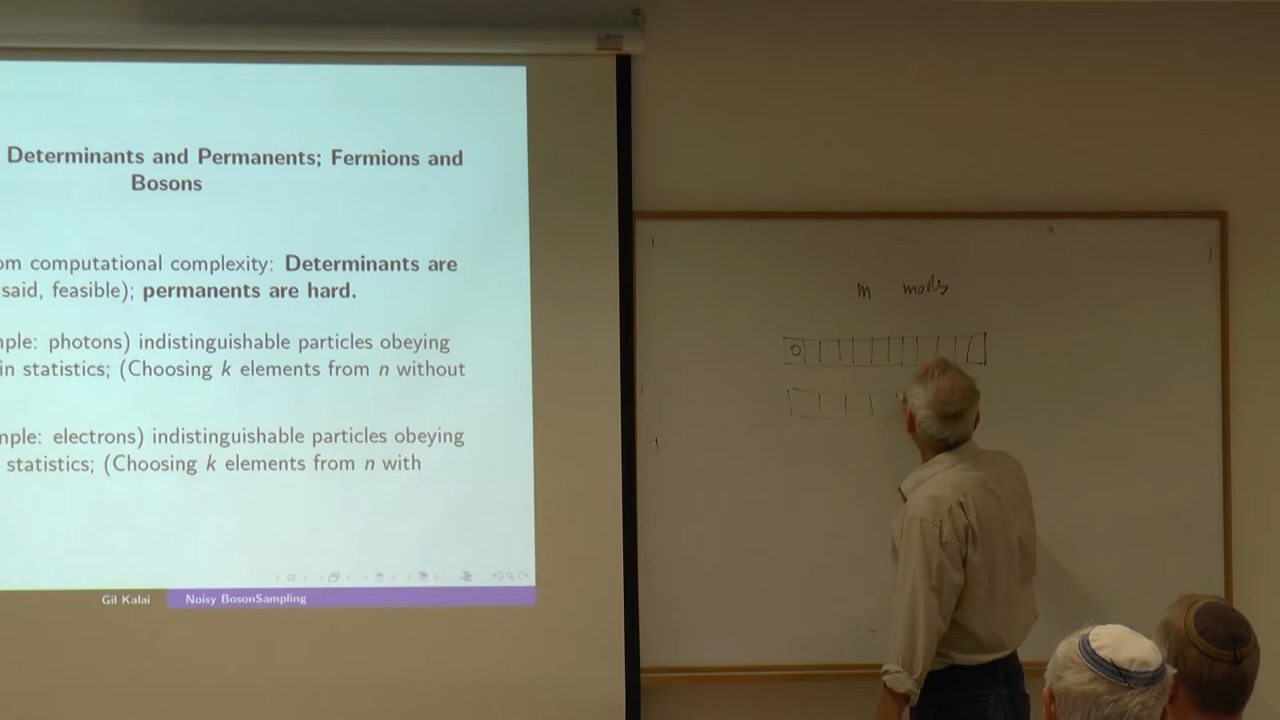 Determinants and Permanents; Fermions and
Bosons
om computational complexity: Determinants are
said, feasible); permanents are hard.
nple: photons) indistinguishable particles obeying
in statistics; (Choosing k elements from n without
nple: electrons) indistinguishable particles obeying
statistics; (Choosing k elements from n with
Gil Kalai Noisy BosonSampling
m modes